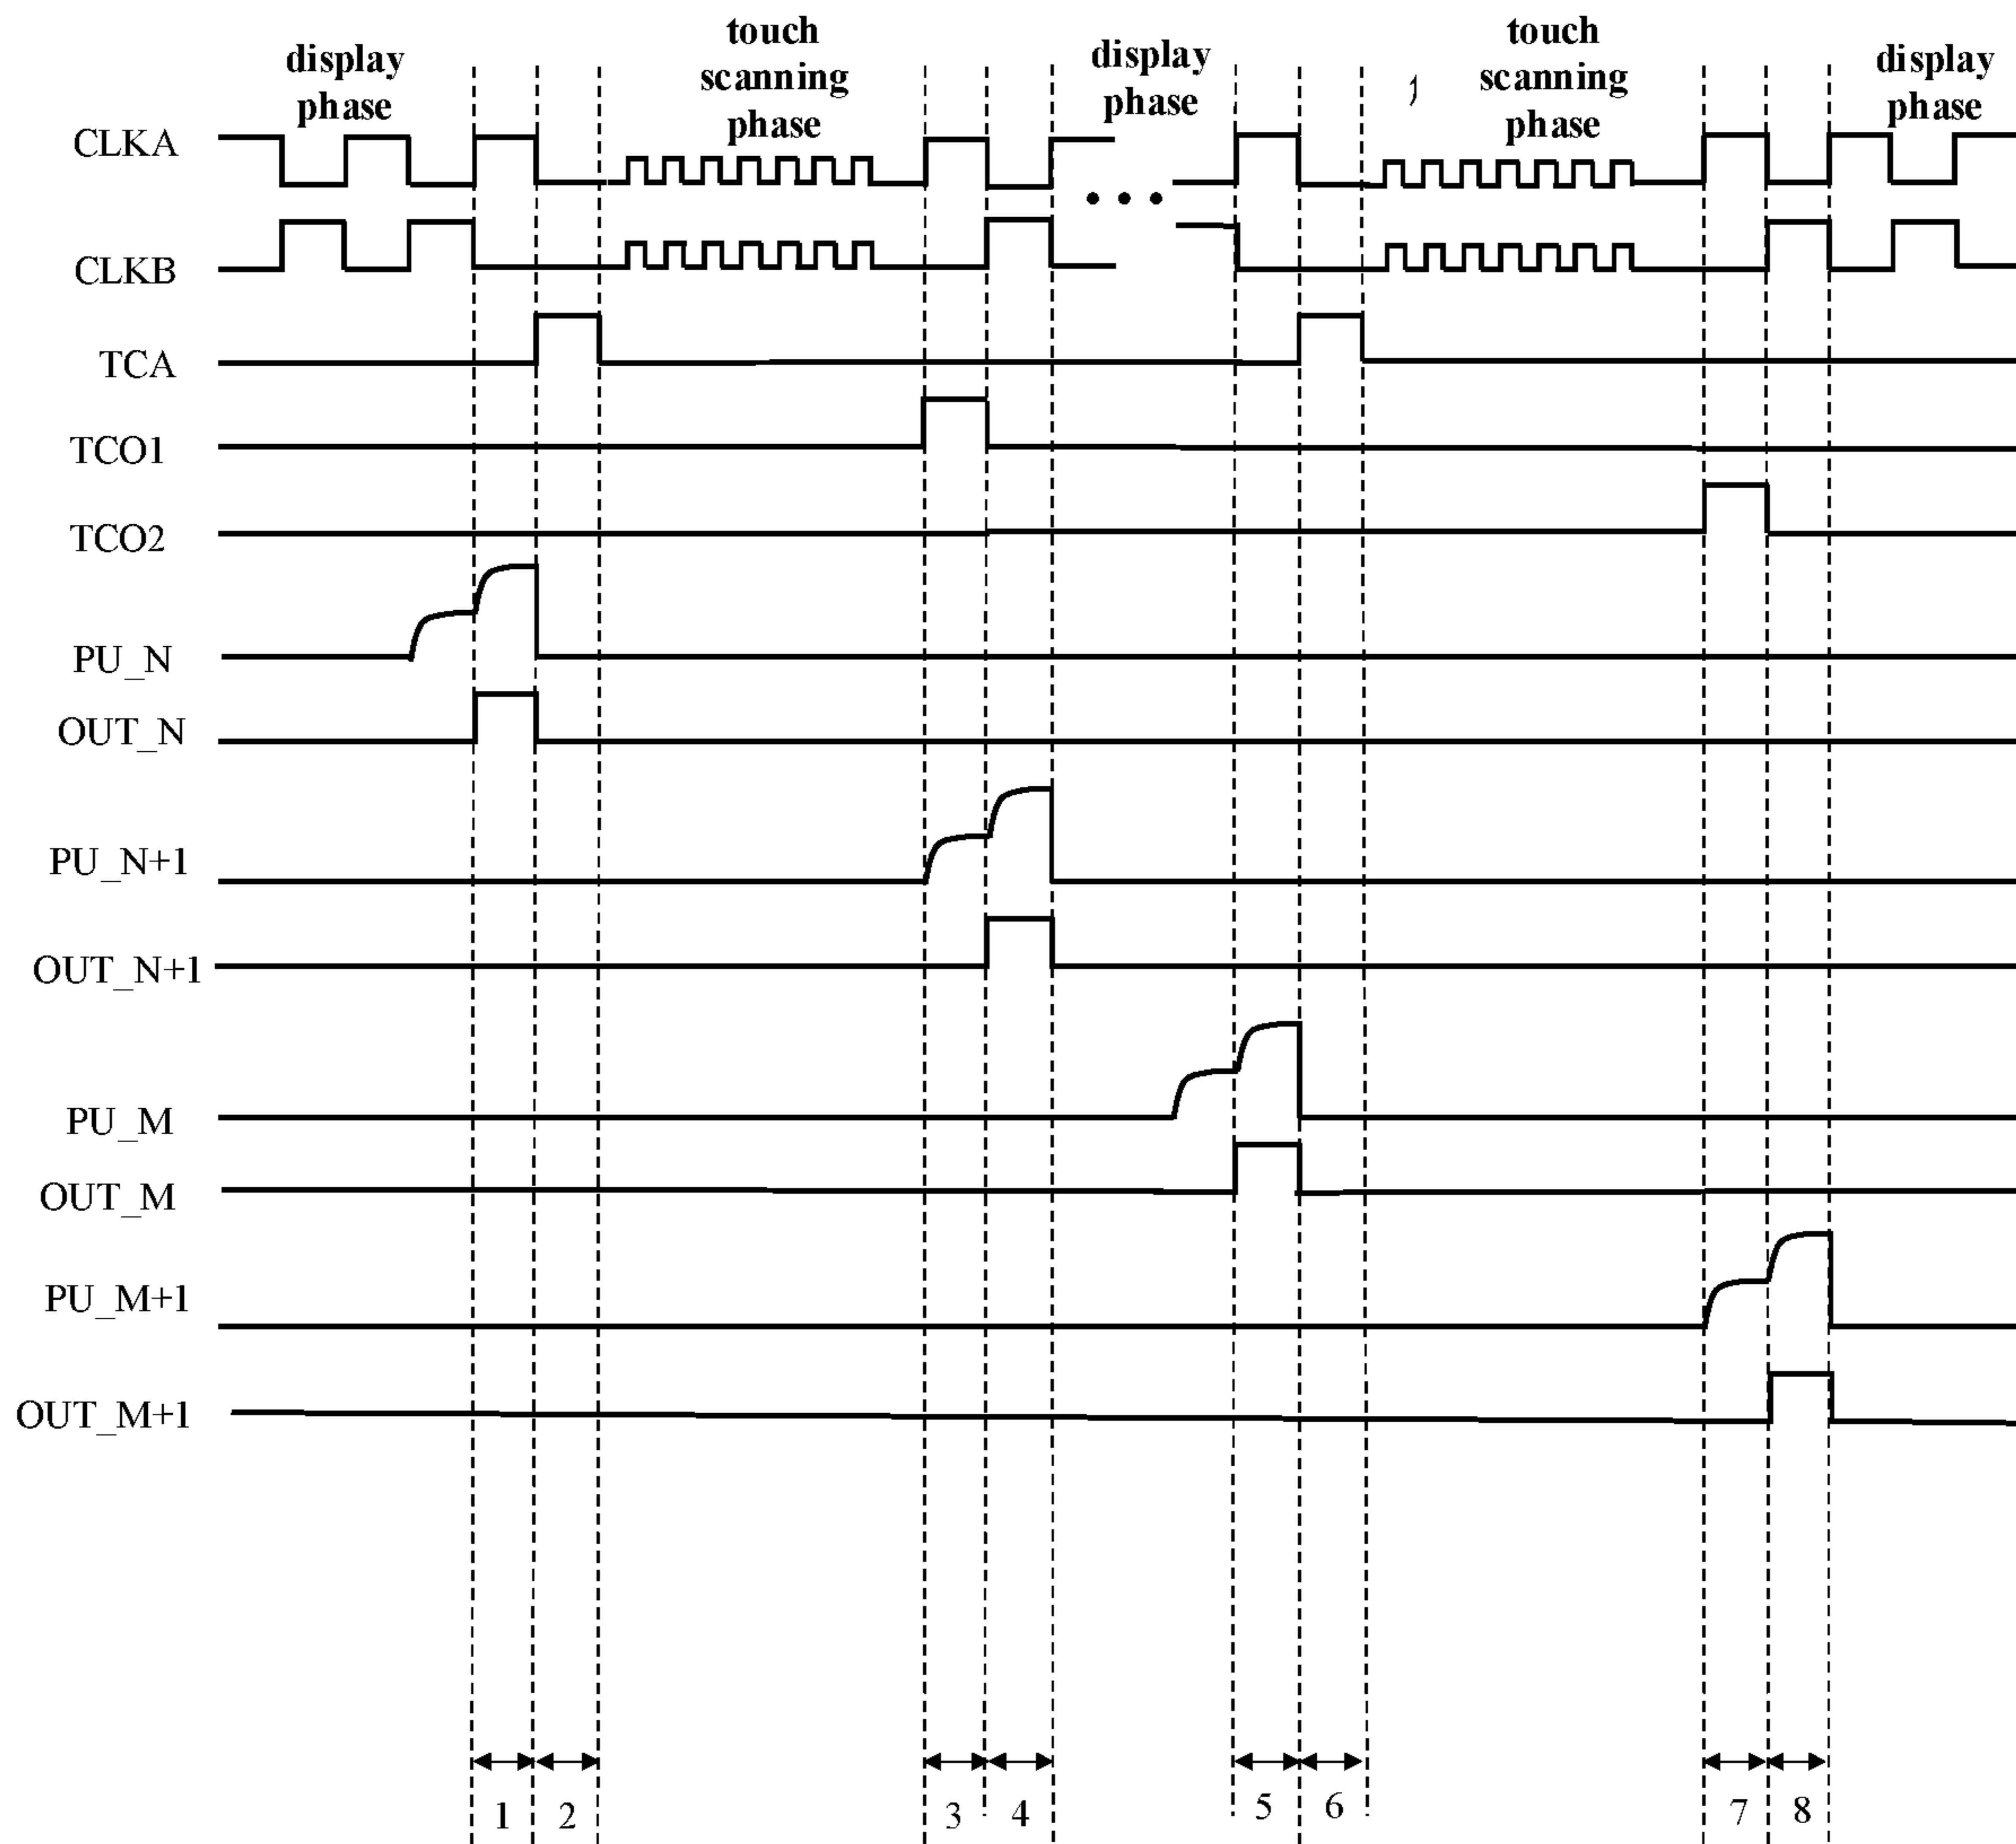 display
phase
touch
scanning
phase
display
phase
touch
scanning
phase
display
phase
CLKA
CLKB
TCA
TCO1
TCO2
PU_N
OUT_N
PU_N+1
OUT_N+1
PU_M
OUT_M
PU_M+1
OUT_M+1
1 2 3 4 5 6 7 8